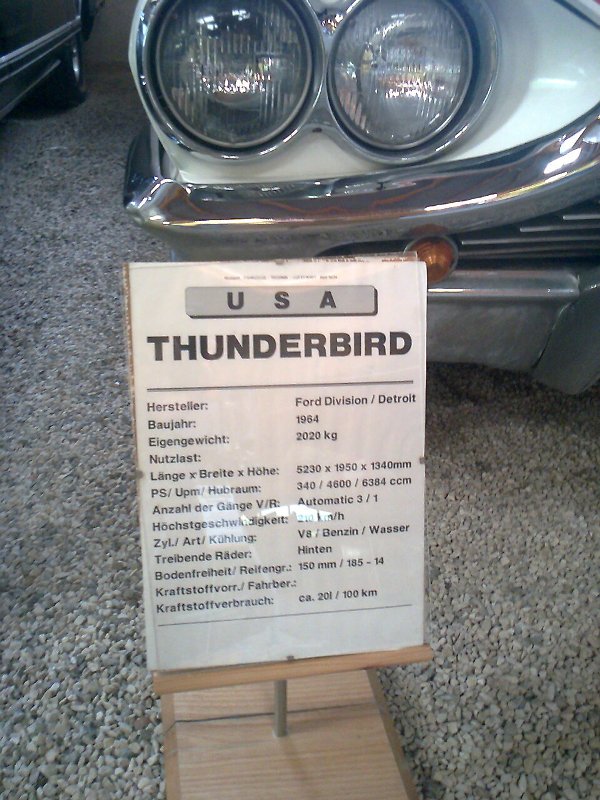 U S A
THUNDERBIRD
Hersteller: Ford Division / Detroit
Baujahr: 1964
Eigengewicht: 2020 kg
Nutzlast:
Länge x Breite x Höhe: 5230 x 1950 x 1340mm
PS/ Upm/ Hubraum: 340 / 4600 / 6384 ccm
Anzahl der Gänge V/R: Automatic 3 / 1
Höchstgeschwindigkeit: km/h
Zyl./ Art/ Kühlung: V8 / Benzin / Wasser
Treibende Räder: Hinten
Bodenfreiheit/ Reifengr.: 150 mm / 185 - 14
Kraftstoffvorr./ Fahrber.:
Kraftstoffverbrauch: ca. 20l / 100 km